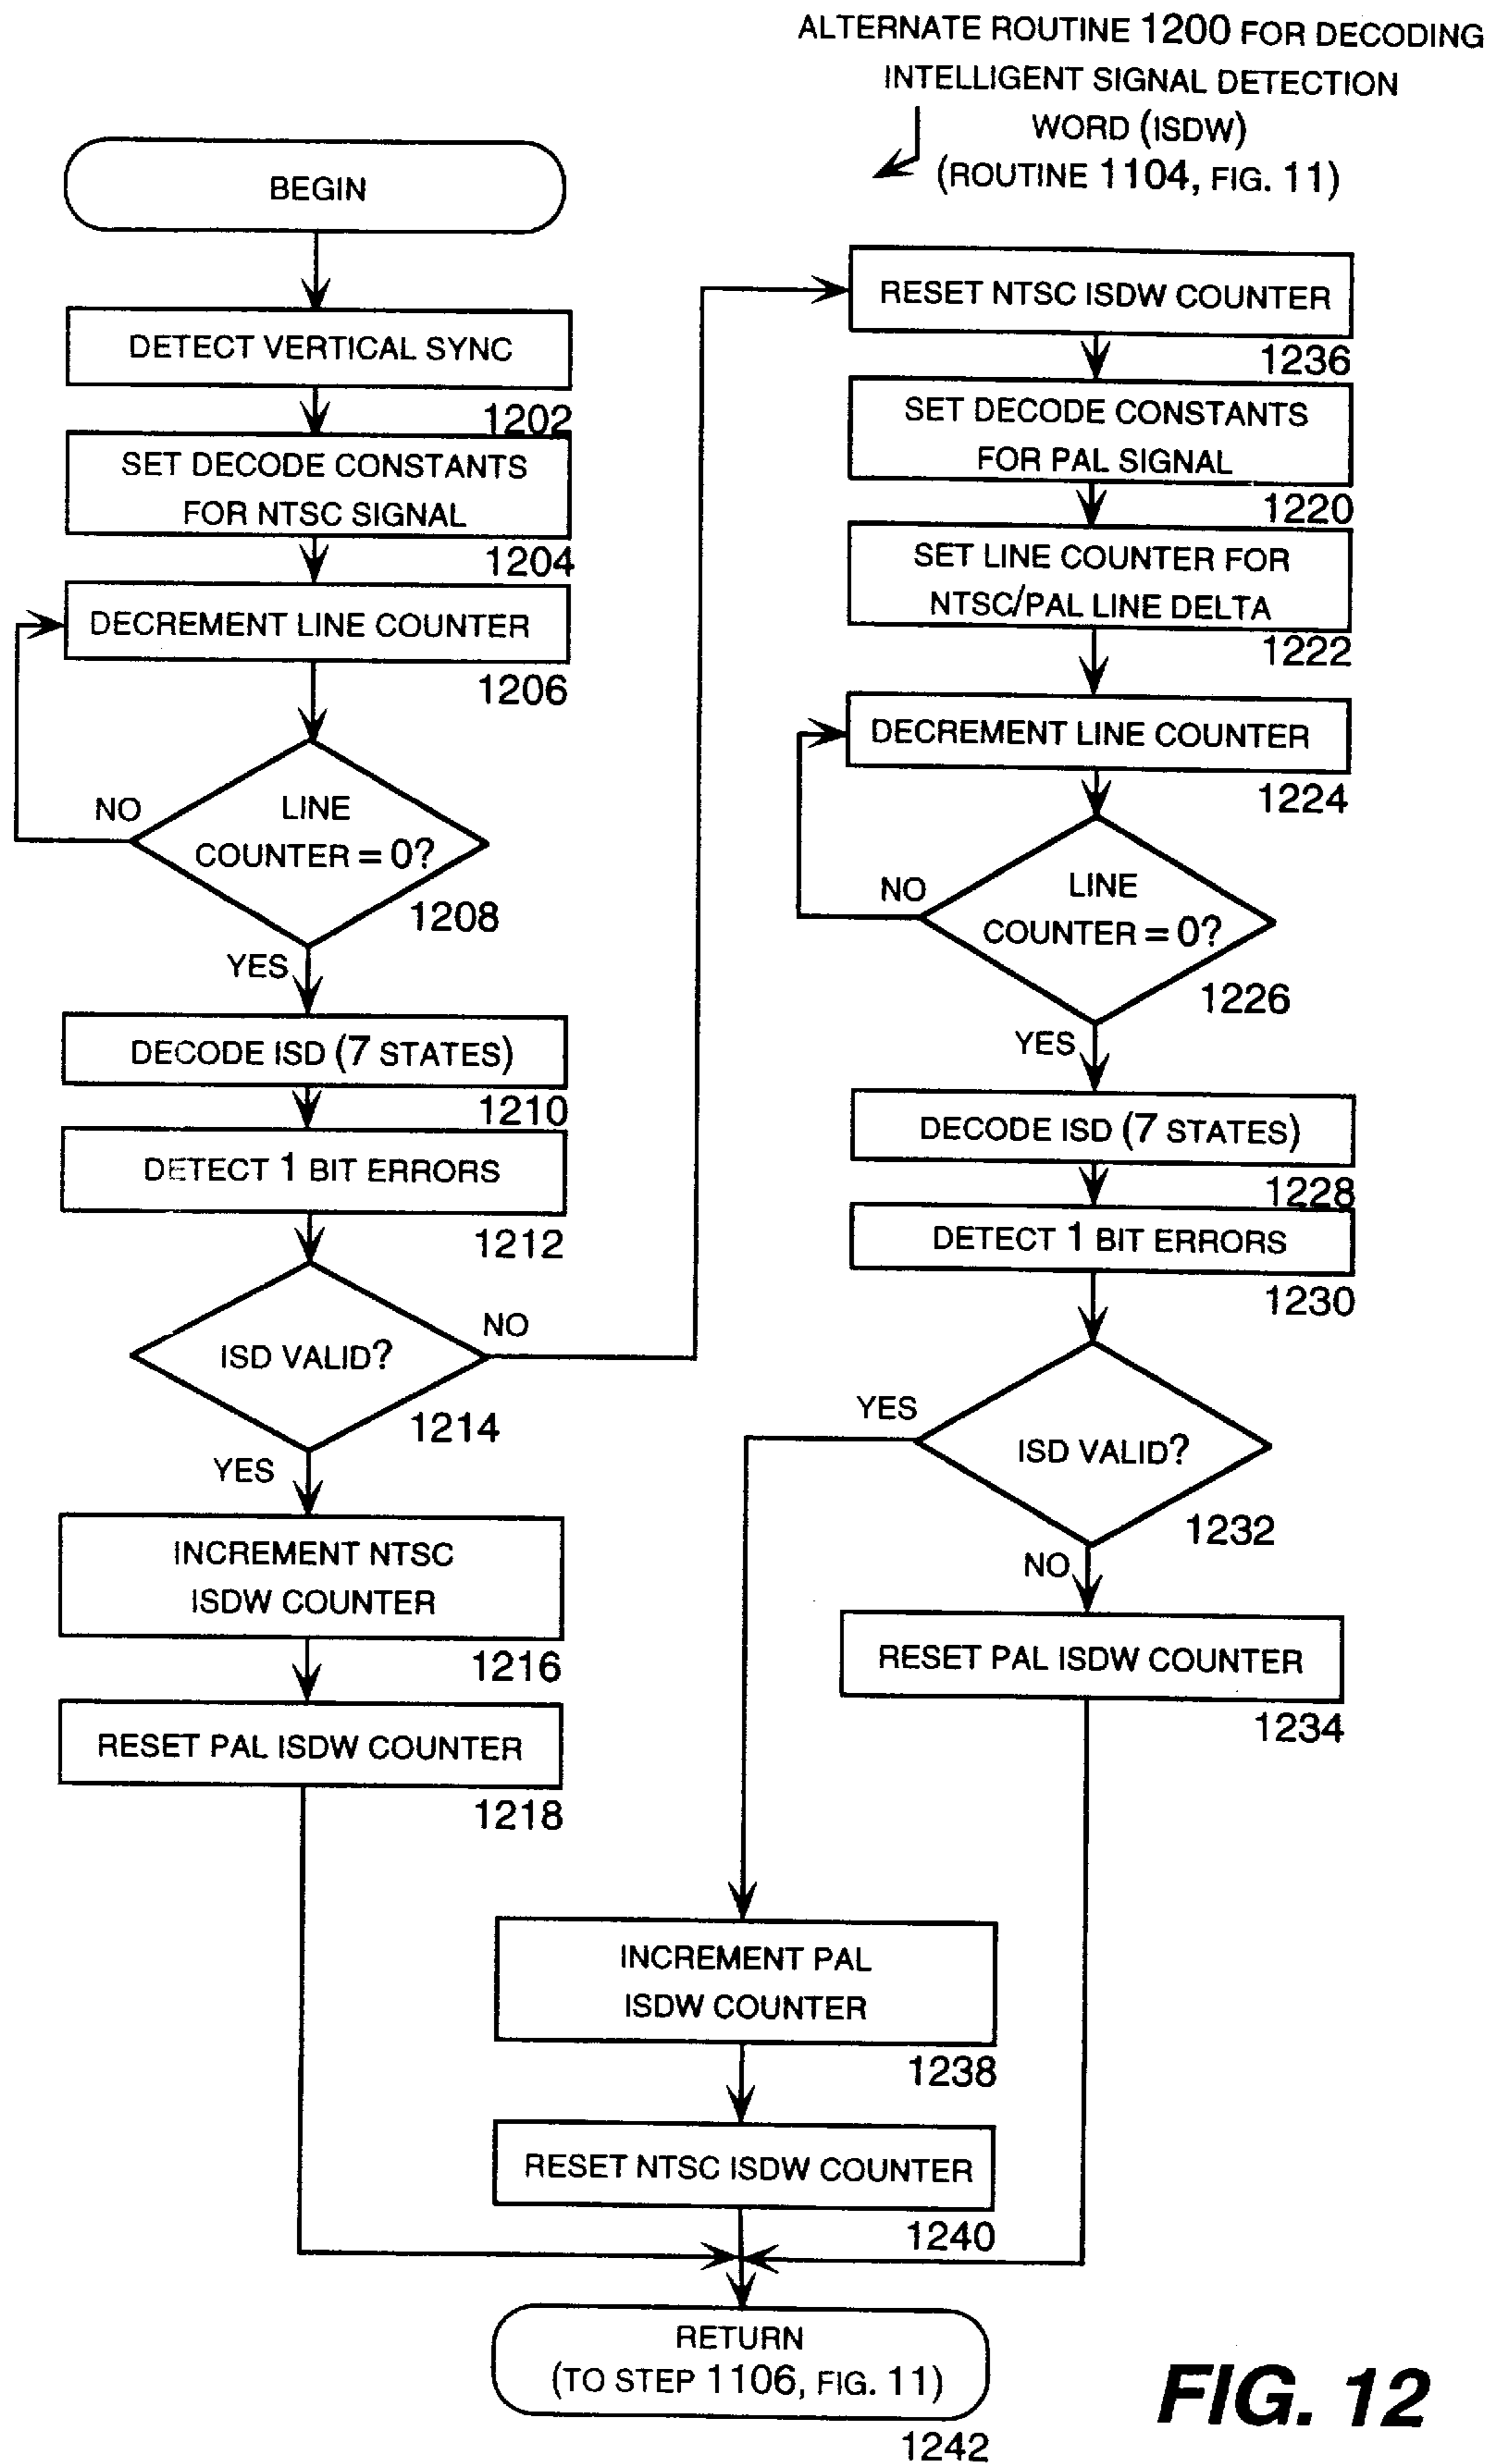 ALTERNATE ROUTINE 1200 FOR DECODING
INTELLIGENT SIGNAL DETECTION
WORD (ISDW)
(ROUTINE 1104, FIG. 11)
BEGIN
DETECT VERTICAL SYNC
1202
SET DECODE CONSTANTS
FOR NTSC SIGNAL
1204
DECREMENT LINE COUNTER
1206
LINE
COUNTER = 0?
NO
1208
YES
DECODE ISD (7 STATES)
1210
DETECT 1 BIT ERRORS
1212
ISD VALID?
NO
1214
YES
INCREMENT NTSC
ISDW COUNTER
1216
RESET PAL ISDW COUNTER
1218
RESET NTSC ISDW COUNTER
1236
SET DECODE CONSTANTS
FOR PAL SIGNAL
1220
SET LINE COUNTER FOR
NTSC/PAL LINE DELTA
1222
DECREMENT LINE COUNTER
1224
LINE
COUNTER = 0?
NO
1226
YES
DECODE ISD (7 STATES)
1228
DETECT 1 BIT ERRORS
1230
YES
ISD VALID?
1232
NO
RESET PAL ISDW COUNTER
1234
INCREMENT PAL
ISDW COUNTER
1238
RESET NTSC ISDW COUNTER
1240
RETURN
(TO STEP 1106, FIG. 11)
1242
FIG. 12